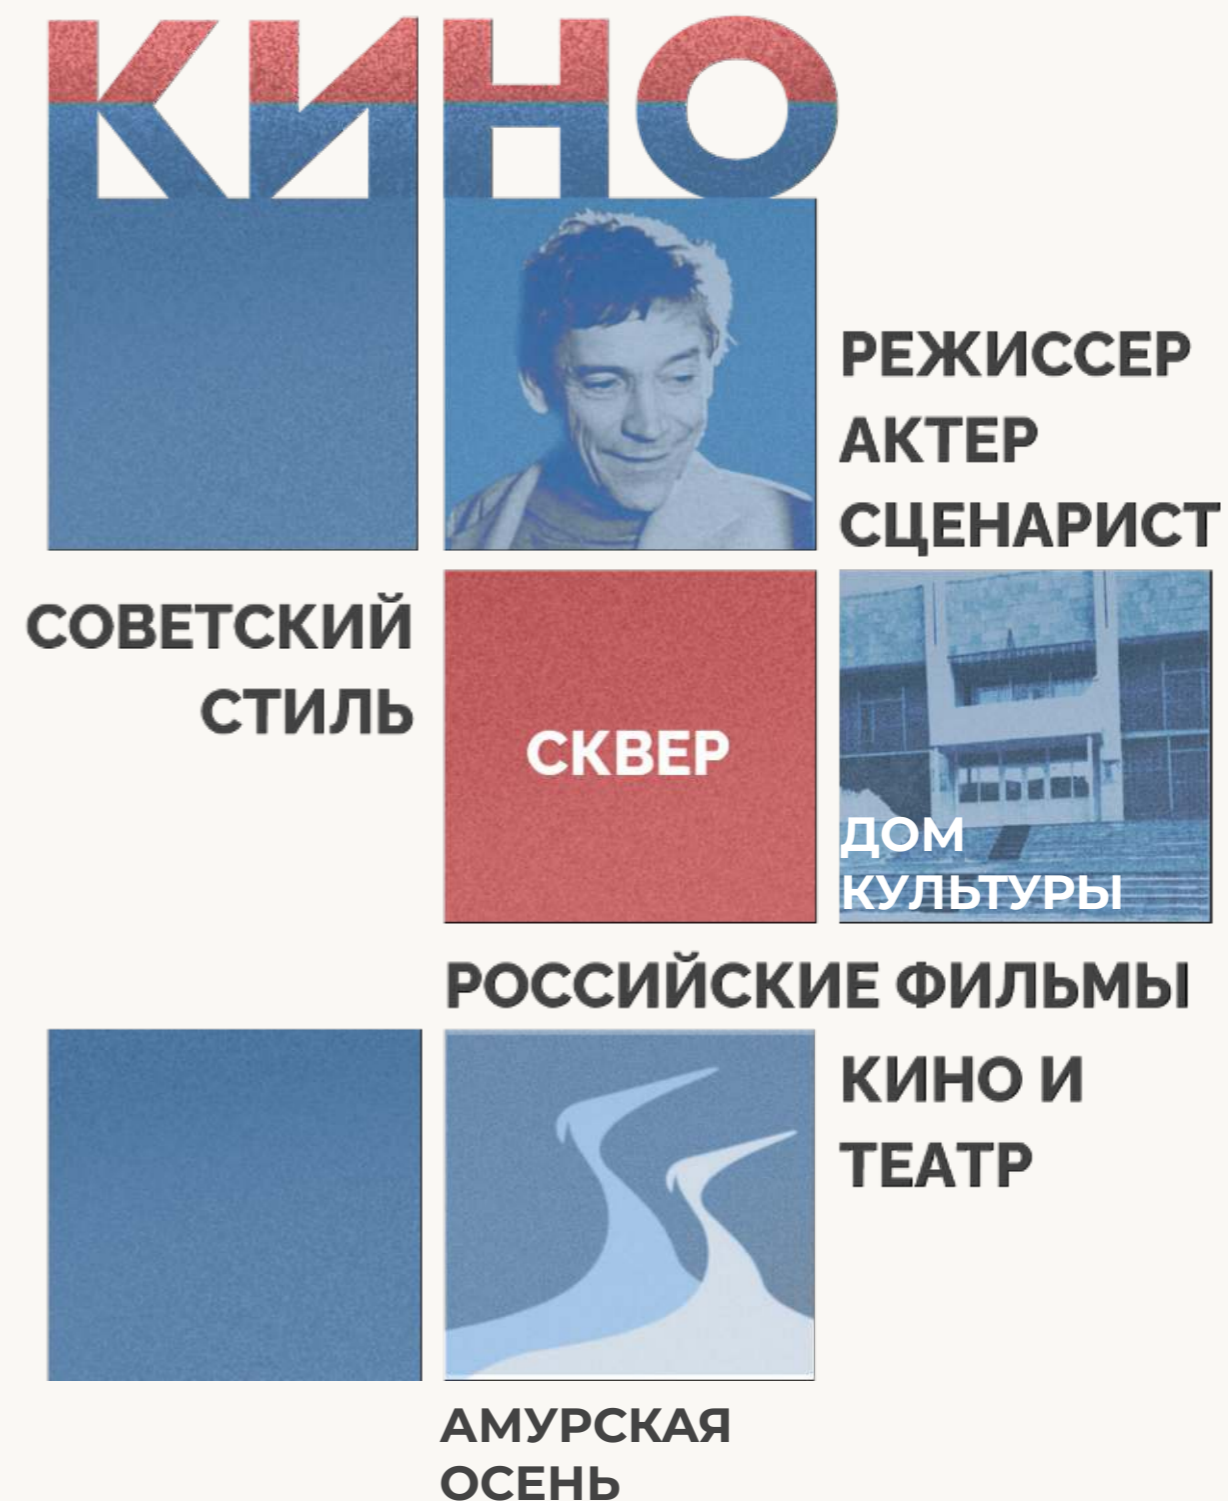 КИНО
РЕЖИССЕР
АКТЕР
СЦЕНАРИСТ
СОВЕТСКИЙ
СТИЛЬ
СКВЕР
ДОМ
КУЛЬТУРЫ
РОССИЙСКИЕ ФИЛЬМЫ
КИНО И
ТЕАТР
АМУРСКАЯ
ОСЕНЬ